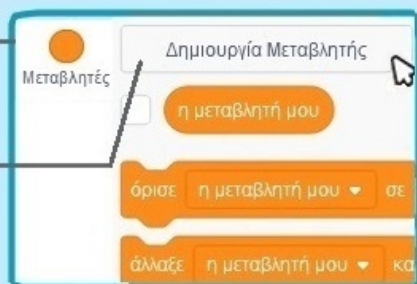 Δημιουργία Μεταβλητής
Μεταβλητές
η μεταβλητή μου
όρισε η μεταβλητή μου σε
άλλαξε η μεταβλητή μου κα